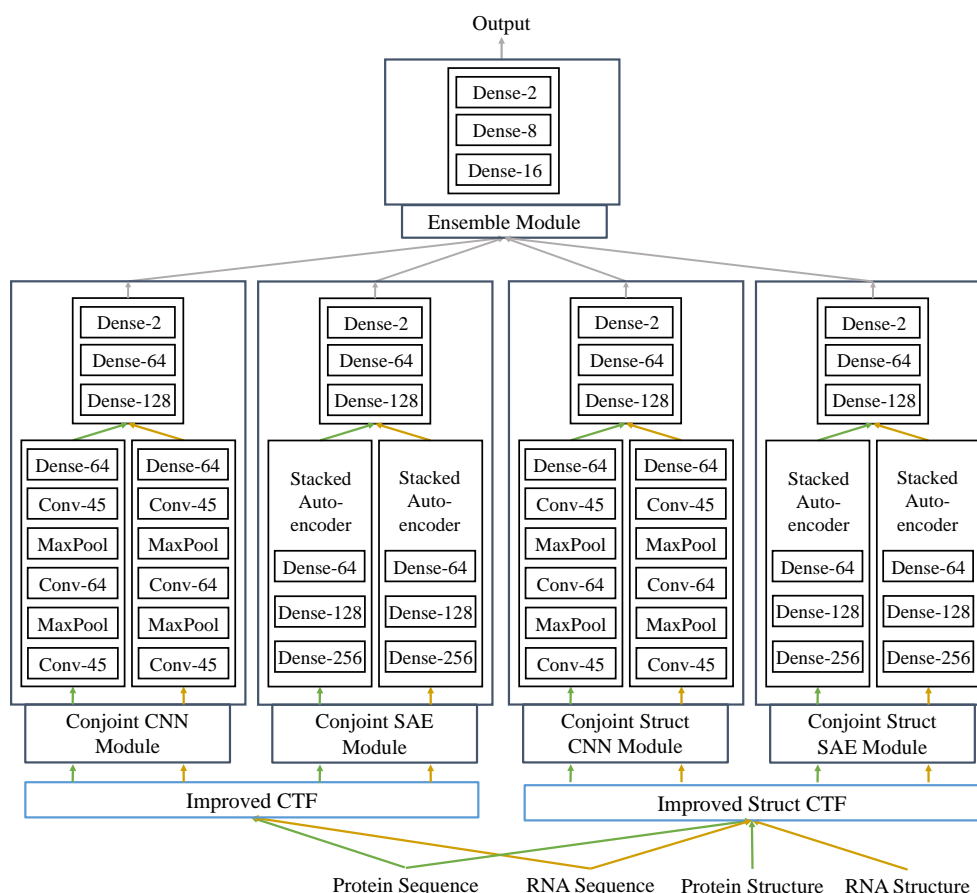 Output
Dense-2
Dense-8
Dense-16
Ensemble Module
Dense-2
Dense-64
Dense-128
Dense-64
Conv-45
MaxPool
Conv-64
MaxPool
Conv-45
Dense-64
Conv-45
MaxPool
Conv-64
MaxPool
Conv-45
Conjoint CNN
Module
Dense-2
Dense-64
Dense-128
Stacked
Auto-
encoder
Dense-64
Dense-128
Dense-256
Stacked
Auto-
encoder
Dense-64
Dense-128
Dense-256
Conjoint SAE
Module
Dense-2
Dense-64
Dense-128
Dense-64
Conv-45
MaxPool
Conv-64
MaxPool
Conv-45
Dense-64
Conv-45
MaxPool
Conv-64
MaxPool
Conv-45
Conjoint Struct
CNN Module
Dense-2
Dense-64
Dense-128
Stacked
Auto-
encoder
Dense-64
Dense-128
Dense-256
Stacked
Auto-
encoder
Dense-64
Dense-128
Dense-256
Conjoint Struct
SAE Module
Improved CTF
Improved Struct CTF
Protein Sequence
RNA Sequence
Protein Structure
RNA Structure